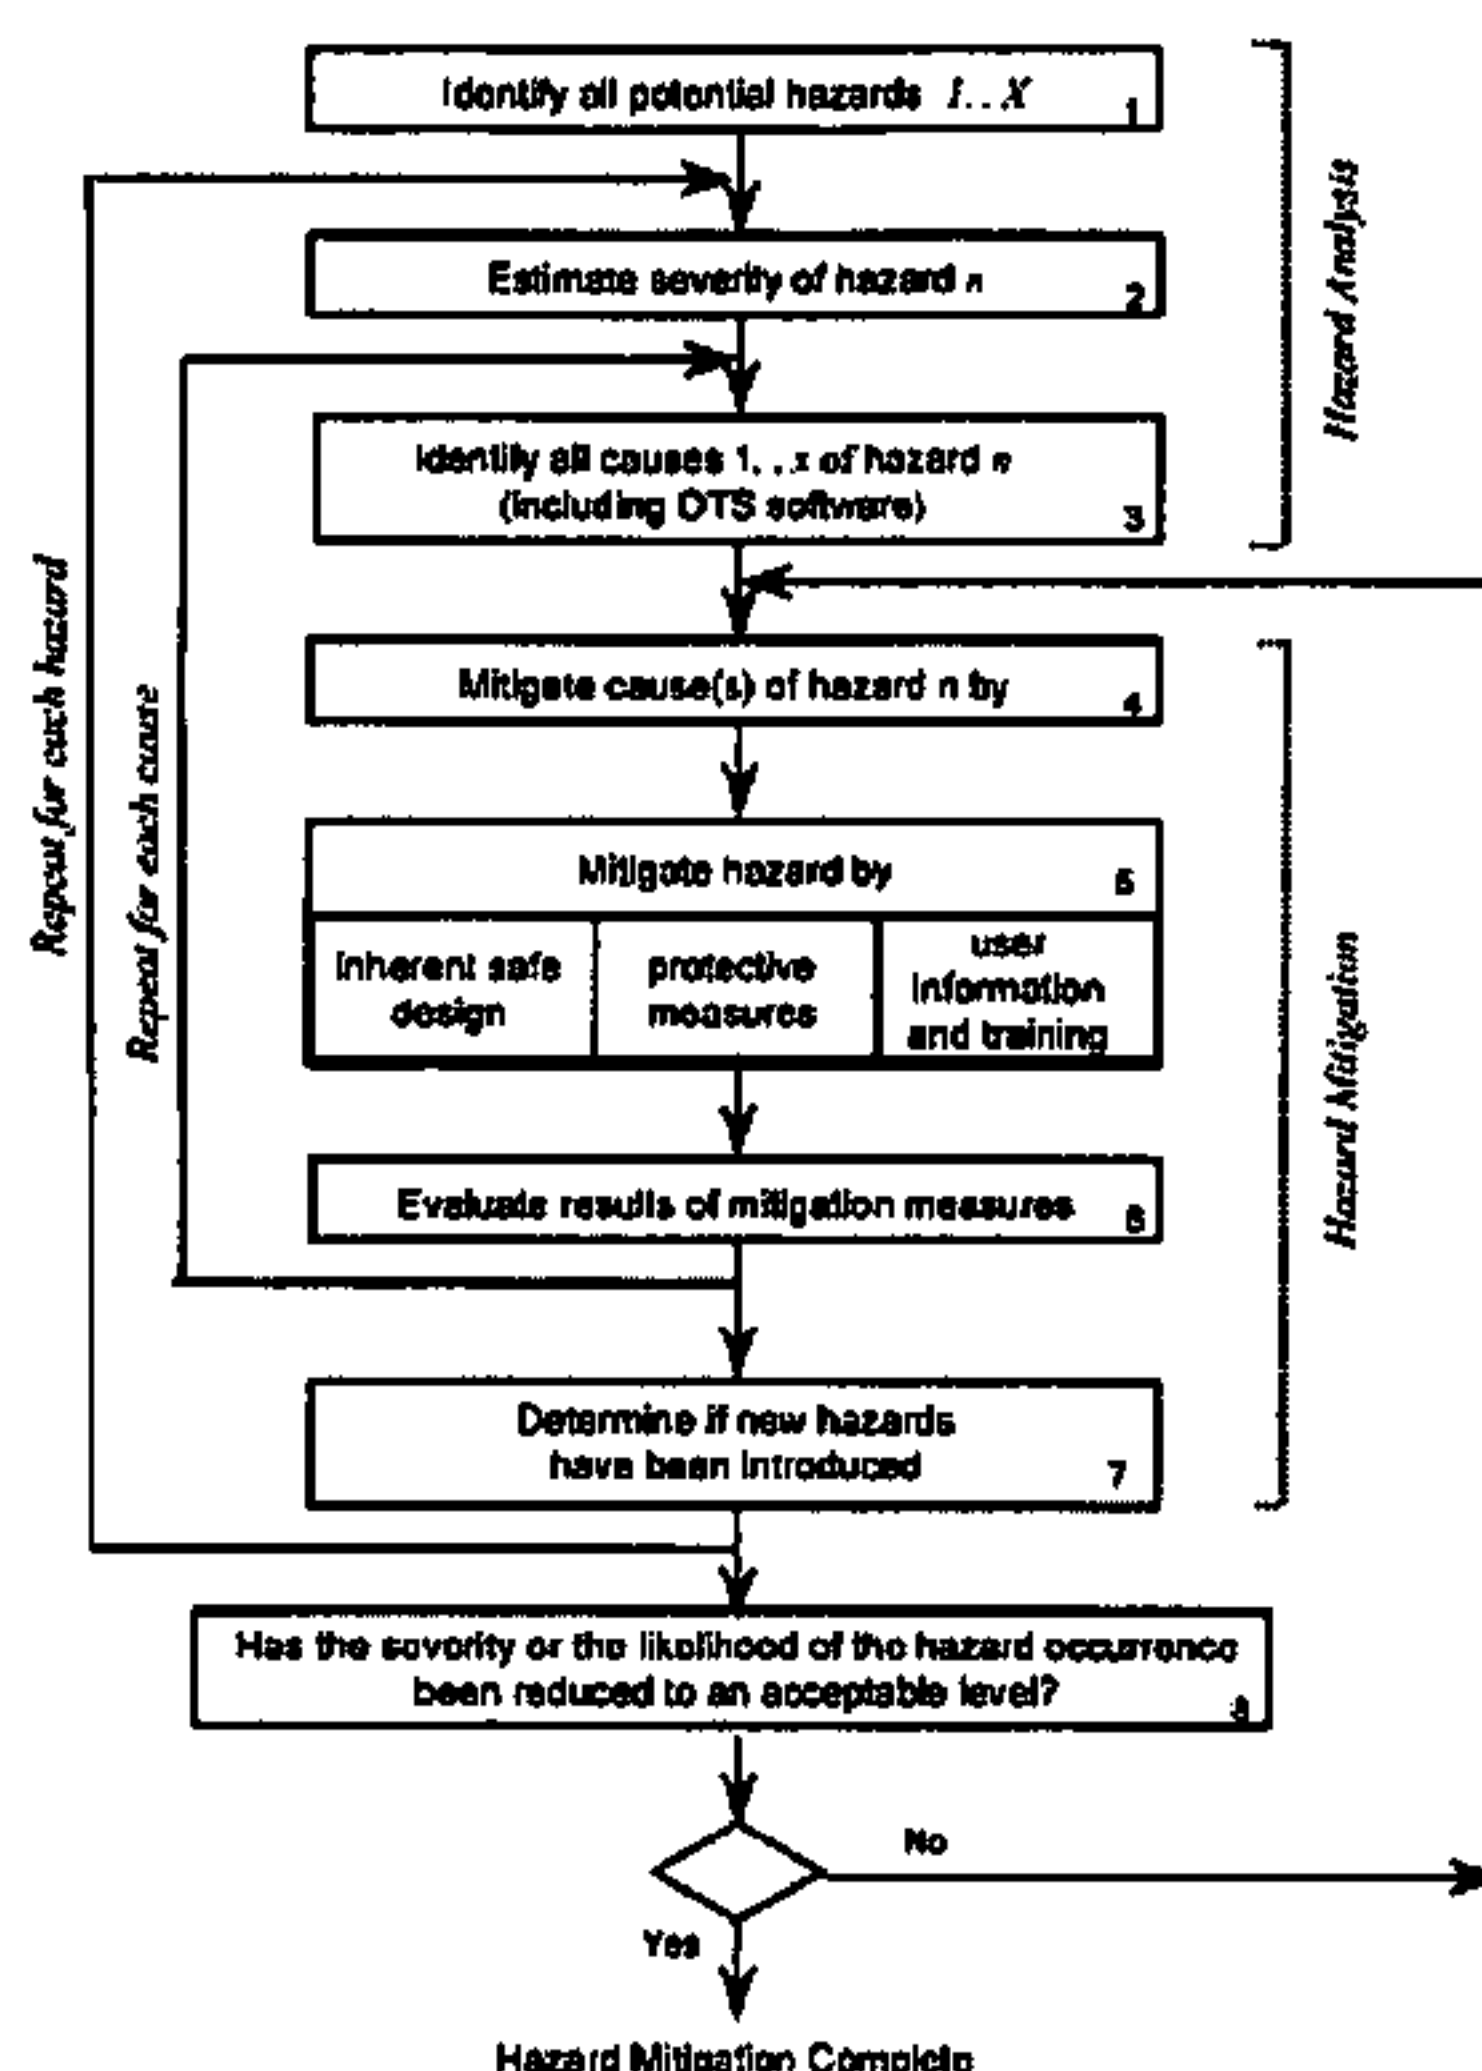 Identify all potential hazards 1...X
1
Estimate severity of hazard n
2
Identify all causes 1...x of hazard n
(including OTS software)
3
Mitigate cause(s) of hazard n by
4
Mitigate hazard by
5
inherent safe
design
protective
measures
user
information
and training
Evaluate results of mitigation measures
6
Determine if new hazards
have been introduced
7
Has the severity or the likelihood of the hazard occurrence
been reduced to an acceptable level?
8
No
Yes
Hazard Mitigation Complete
Repeat for each hazard
Repeat for each cause
Hazard Analysis
Hazard Mitigation